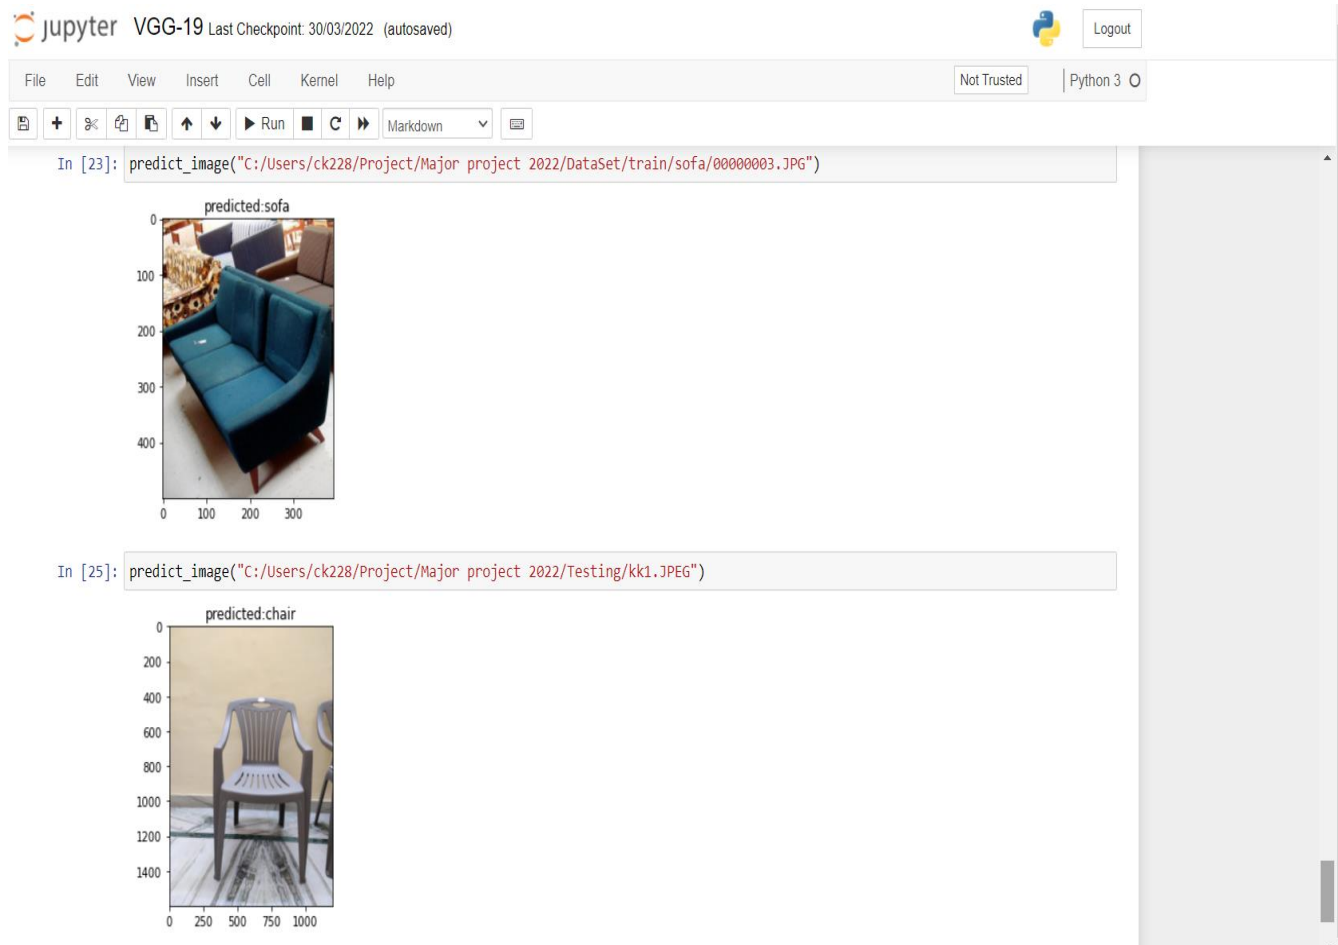 jupyter VGG-19 Last Checkpoint: 30/03/2022 (autosaved) Logout
File Edit View Insert Cell Kernel Help Not Trusted Python 3
Run Markdown
In [23]: predict_image("C:/Users/ck228/Project/Major project 2022/DataSet/train/sofa/00000003.JPG")
predicted:sofa
0
100
200
300
400
0 100 200 300
In [25]: predict_image("C:/Users/ck228/Project/Major project 2022/Testing/kk1.JPEG")
predicted:chair
0
200
400
600
800
1000
1200
1400
0 250 500 750 1000